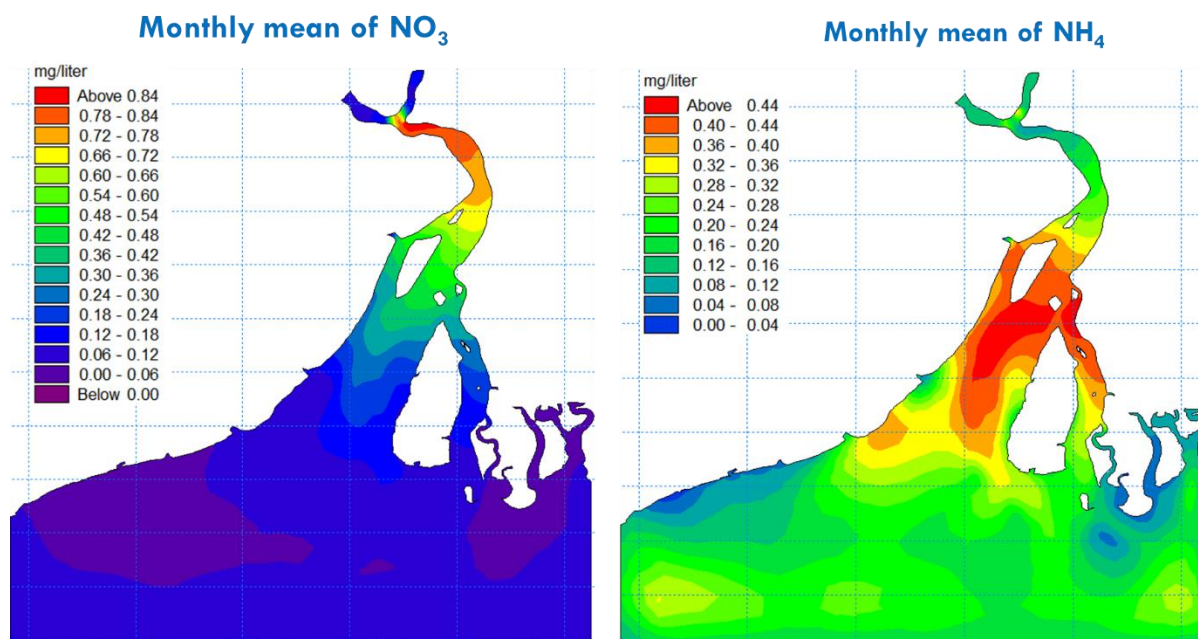 Monthly mean of NO₃
mg/liter
Above 0.84
0.78 - 0.84
0.72 - 0.78
0.66 - 0.72
0.60 - 0.66
0.54 - 0.60
0.48 - 0.54
0.42 - 0.48
0.36 - 0.42
0.30 - 0.36
0.24 - 0.30
0.18 - 0.24
0.12 - 0.18
0.06 - 0.12
0.00 - 0.06
Below 0.00
Monthly mean of NH₄
mg/liter
Above 0.44
0.40 - 0.44
0.36 - 0.40
0.32 - 0.36
0.28 - 0.32
0.24 - 0.28
0.20 - 0.24
0.16 - 0.20
0.12 - 0.16
0.08 - 0.12
0.04 - 0.08
0.00 - 0.04